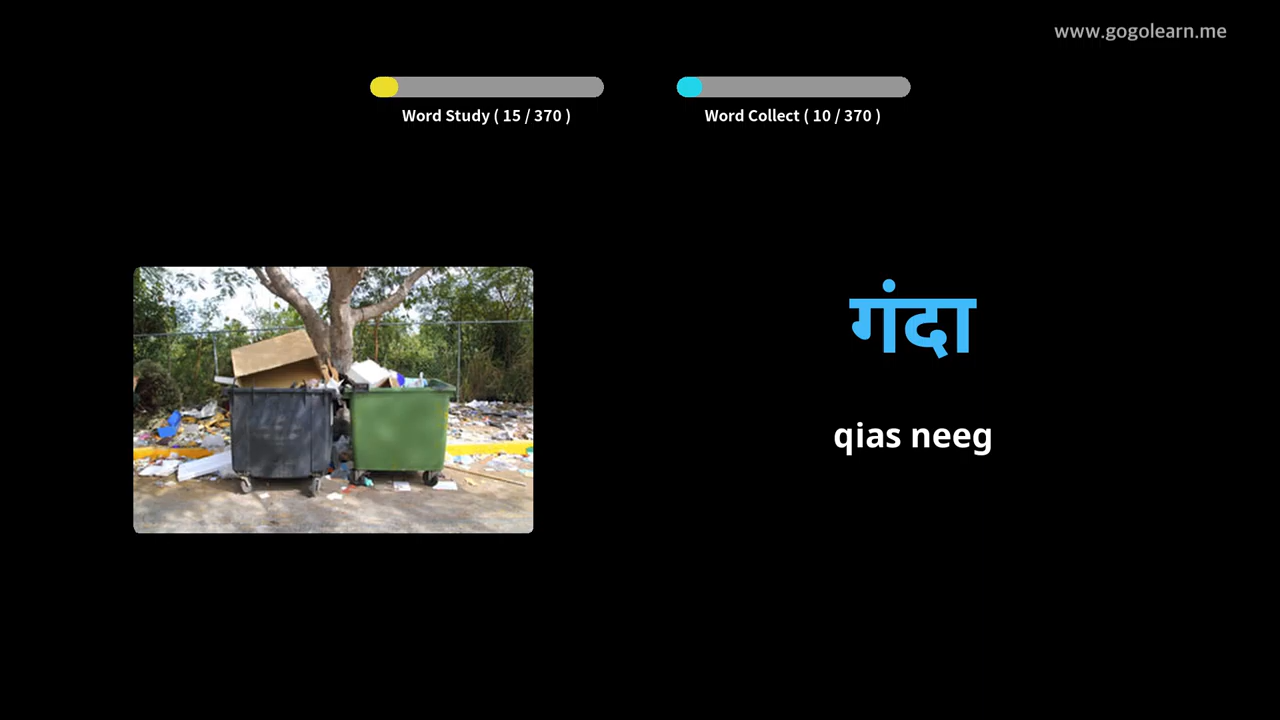 www.gogolearn.me
Word Study ( 15 / 370 )
Word Collect ( 10 / 370 )
गंदा
qias neeg